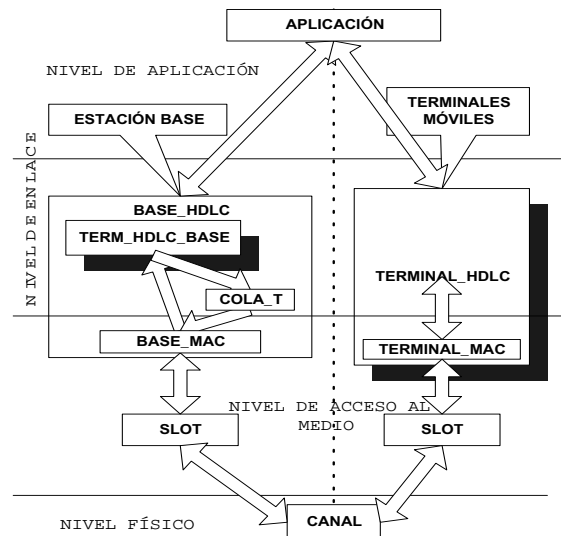 APLICACIÓN
NIVEL DE APLICACIÓN
ESTACIÓN BASE
TERMINALES
MÓVILES
NIVEL DE ENLACE
BASE_HDLC
TERM_HDLC_BASE
TERMINAL_HDLC
COLA_T
BASE_MAC
TERMINAL_MAC
NIVEL DE ACCESO AL
MEDIO
SLOT
SLOT
CANAL
NIVEL FÍSICO